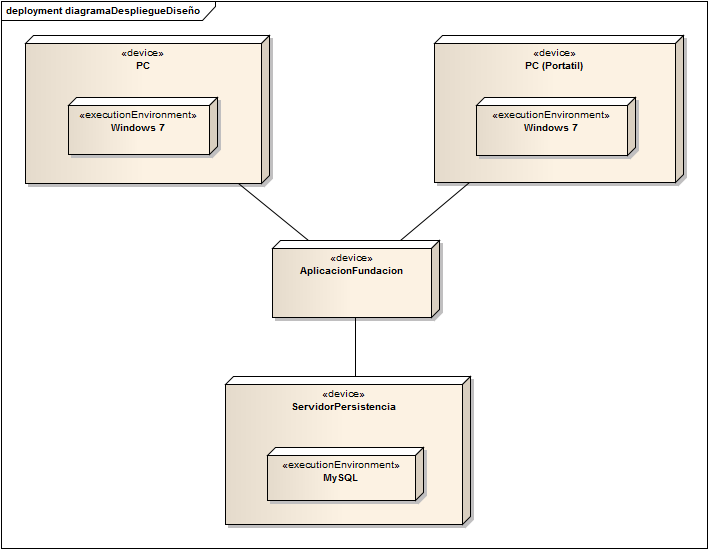 deployment diagramaDespliegueDiseño
«device»
PC
«executionEnvironment»
Windows 7
«device»
PC (Portatil)
«executionEnvironment»
Windows 7
«device»
AplicacionFundacion
«device»
ServidorPersistencia
«executionEnvironment»
MySQL